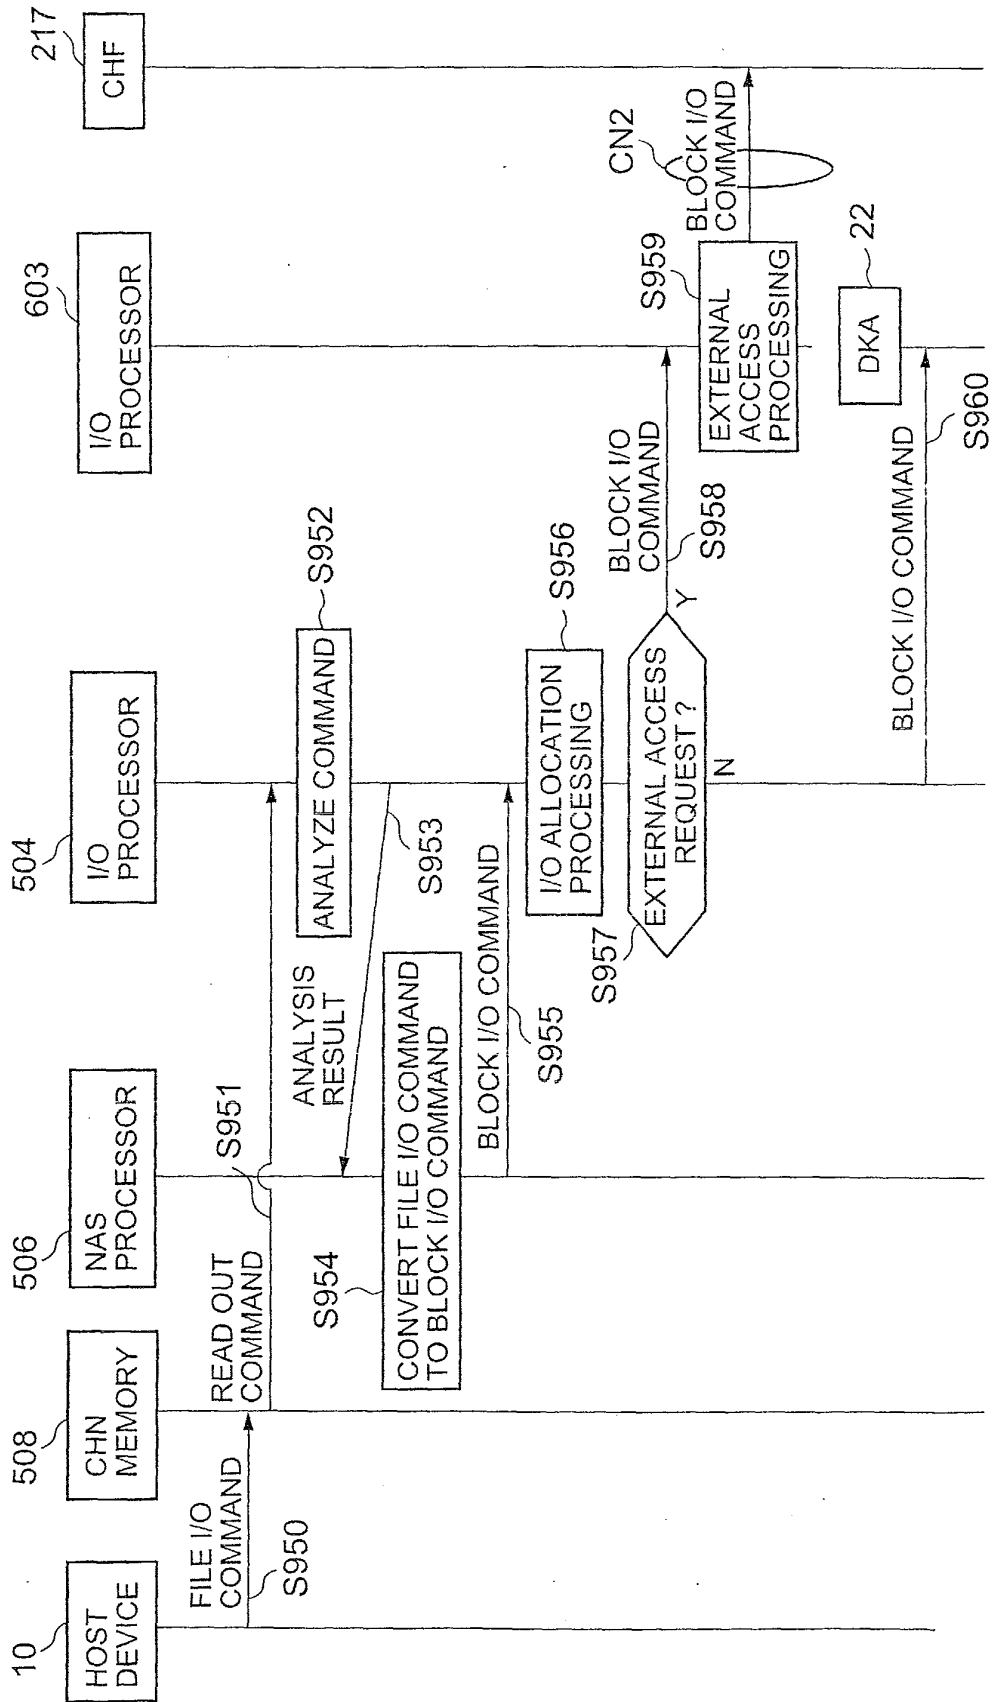 10
HOST
DEVICE
508
CHN
MEMORY
506
NAS
PROCESSOR
504
I/O
PROCESSOR
603
I/O
PROCESSOR
217
CHF
FILE I/O
COMMAND
S950
READ OUT
COMMAND
S951
ANALYZE COMMAND
S952
ANALYSIS
RESULT
S953
S954
CONVERT FILE I/O COMMAND
TO BLOCK I/O COMMAND
BLOCK I/O COMMAND
S955
I/O ALLOCATION
PROCESSING
S956
S957
EXTERNAL ACCESS
REQUEST ?
Y
N
BLOCK I/O
COMMAND
S958
EXTERNAL
ACCESS
PROCESSING
S959
BLOCK I/O
COMMAND
CN2
DKA
22
BLOCK I/O COMMAND
S960